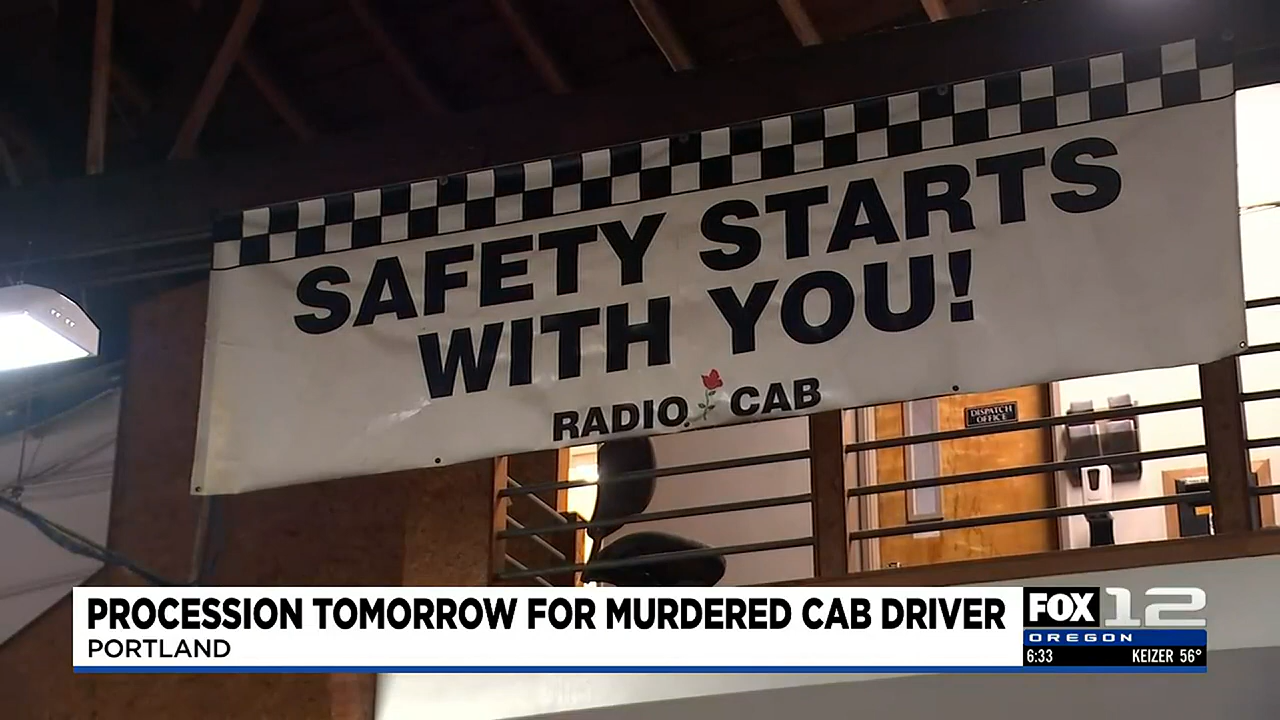 SAFETY STARTS
WITH YOU!
RADIO CAB
DISPATCH
OFFICE
PROCESSION TOMORROW FOR MURDERED CAB DRIVER
PORTLAND
FOX 12
OREGON
6:33 KEIZER 56°